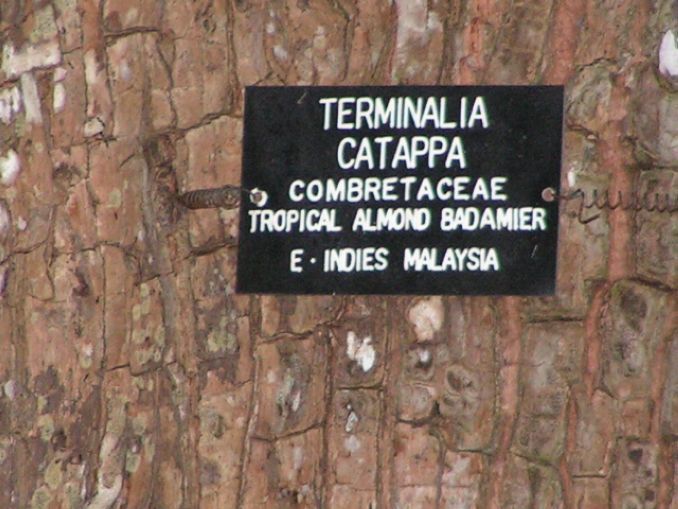 TERMINALIA
CATAPPA
COMBRETACEAE
TROPICAL ALMOND BADAMIER
E · INDIES MALAYSIA